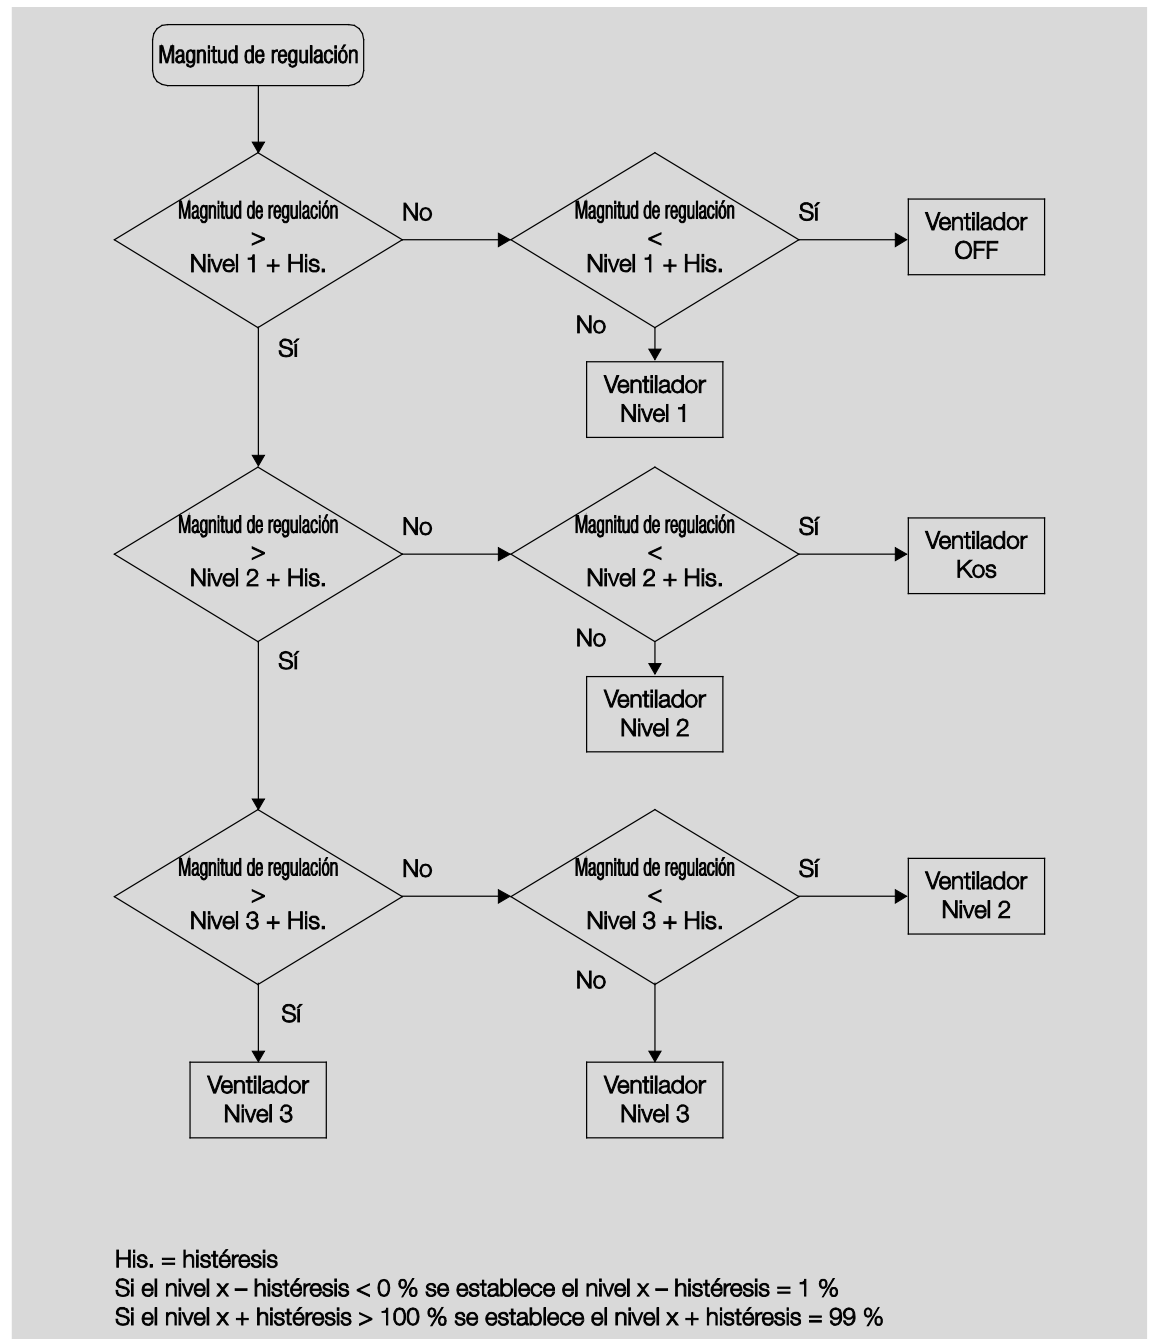 Magnitud de regulación
Magnitud de regulación
>
Nivel 1 + His.
No
Magnitud de regulación
<
Nivel 1 + His.
Sí
Ventilador
OFF
No
Ventilador
Nivel 1
Sí
Magnitud de regulación
>
Nivel 2 + His.
No
Magnitud de regulación
<
Nivel 2 + His.
Sí
Ventilador
Kos
No
Ventilador
Nivel 2
Sí
Magnitud de regulación
>
Nivel 3 + His.
No
Magnitud de regulación
<
Nivel 3 + His.
Sí
Ventilador
Nivel 2
No
Sí
Ventilador
Nivel 3
Ventilador
Nivel 3
His. = histéresis
Si el nivel x – histéresis < 0 % se establece el nivel x – histéresis = 1 %
Si el nivel x + histéresis > 100 % se establece el nivel x + histéresis = 99 %